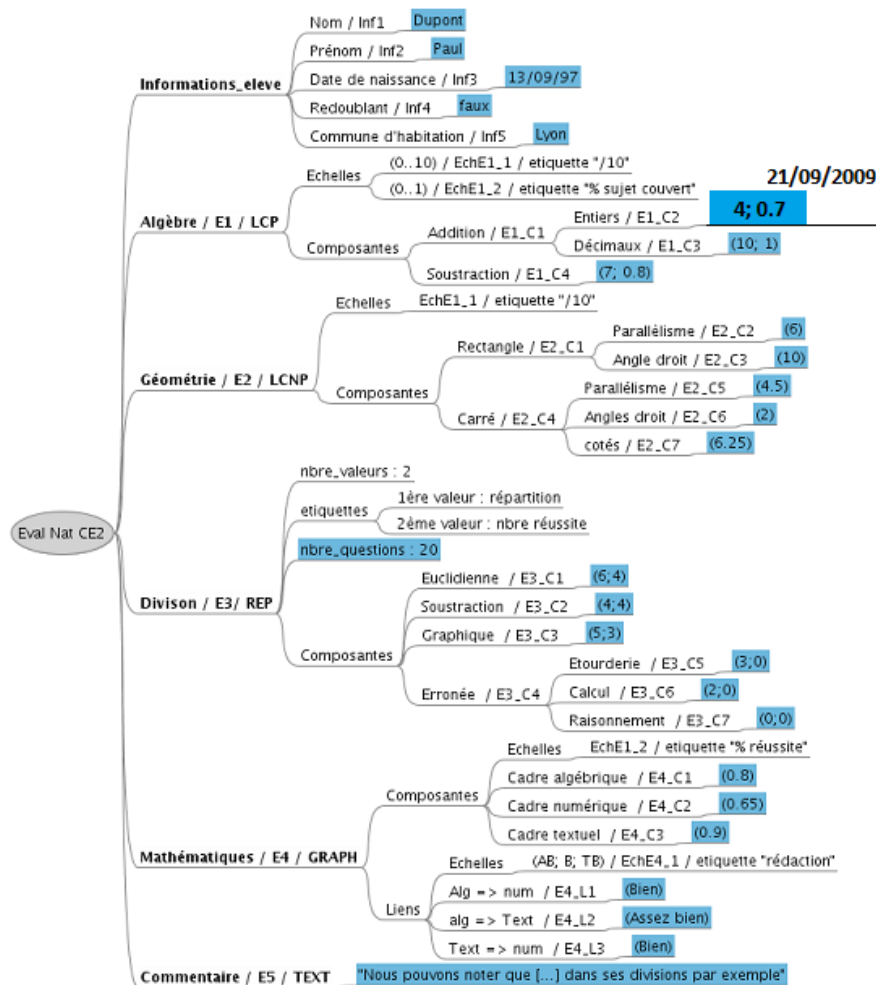 Nom / Inf1 Dupont
Prénom / Inf2 Paul
Informations_eleve Date de naissance / Inf3 13/09/97
Redoublant / Inf4 faux
Commune d'habitation / Inf5 Lyon
(0..10) / EchE1_1 / etiquette "/10"
Echelles 21/09/2009
(0..1) / EchE1_2 / etiquette "% sujet couvert"
Algèbre / E1 / LCP Entiers / E1_C2 4; 0.7
Addition / E1_C1
Composantes Décimaux / E1_C3 (10; 1)
Soustraction / E1_C4 (7; 0.8)
Echelles EchE1_1 / etiquette "/10"
Parallèlisme / E2_C2 (6)
Rectangle / E2_C1
Angle droit / E2_C3 (10)
Géométrie / E2 / LCNP
Composantes Parallélisme / E2_C5 (4.5)
Carré / E2_C4 Angles droit / E2_C6 (2)
cotés / E2_C7 (6.25)
nbre_valeurs : 2
1ère valeur : répartition
etiquettes
2ème valeur : nbre réussite
Eval Nat CE2
nbre_questions : 20
Euclidienne / E3_C1 (6;4)
Divison / E3/ REP Soustraction / E3_C2 (4;4)
Graphique / E3_C3 (5;3)
Composantes
Etourderie / E3_C5 (3;0)
Erronée / E3_C4 Calcul / E3_C6 (2;0)
Raisonnement / E3_C7 (0;0)
Echelles EchE1_2 / etiquette "% réussite"
Cadre algébrique / E4_C1 (0.8)
Composantes
Cadre numérique / E4_C2 (0.65)
Cadre textuel / E4_C3 (0.9)
Mathématiques / E4 / GRAPH
Echelles (AB; B; TB) / EchE4_1 / etiquette "rédaction"
Alg => num / E4_L1 (Bien)
Liens
alg => Text / E4_L2 (Assez bien)
Text => num / E4_L3 (Bien)
Commentaire / E5 / TEXT "Nous pouvons noter que [...] dans ses divisions par exemple"